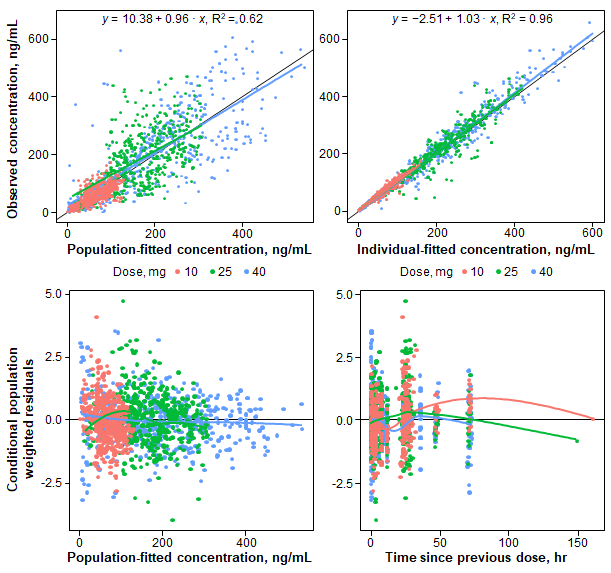 y = 10.38 + 0.96 · x, R² =, 0.62
Observed concentration, ng/mL
600
400
200
0
0
200
400
Population-fitted concentration, ng/mL
y = −2.51 + 1.03 · x, R² = 0.96
600
400
200
0
0
200
400
600
Individual-fitted concentration, ng/mL
Dose, mg 10 25 40
Dose, mg 10 25 40
Conditional population
weighted residuals
5.0
2.5
0.0
-2.5
0
200
400
Population-fitted concentration, ng/mL
5.0
2.5
0.0
-2.5
0
50
100
150
Time since previous dose, hr